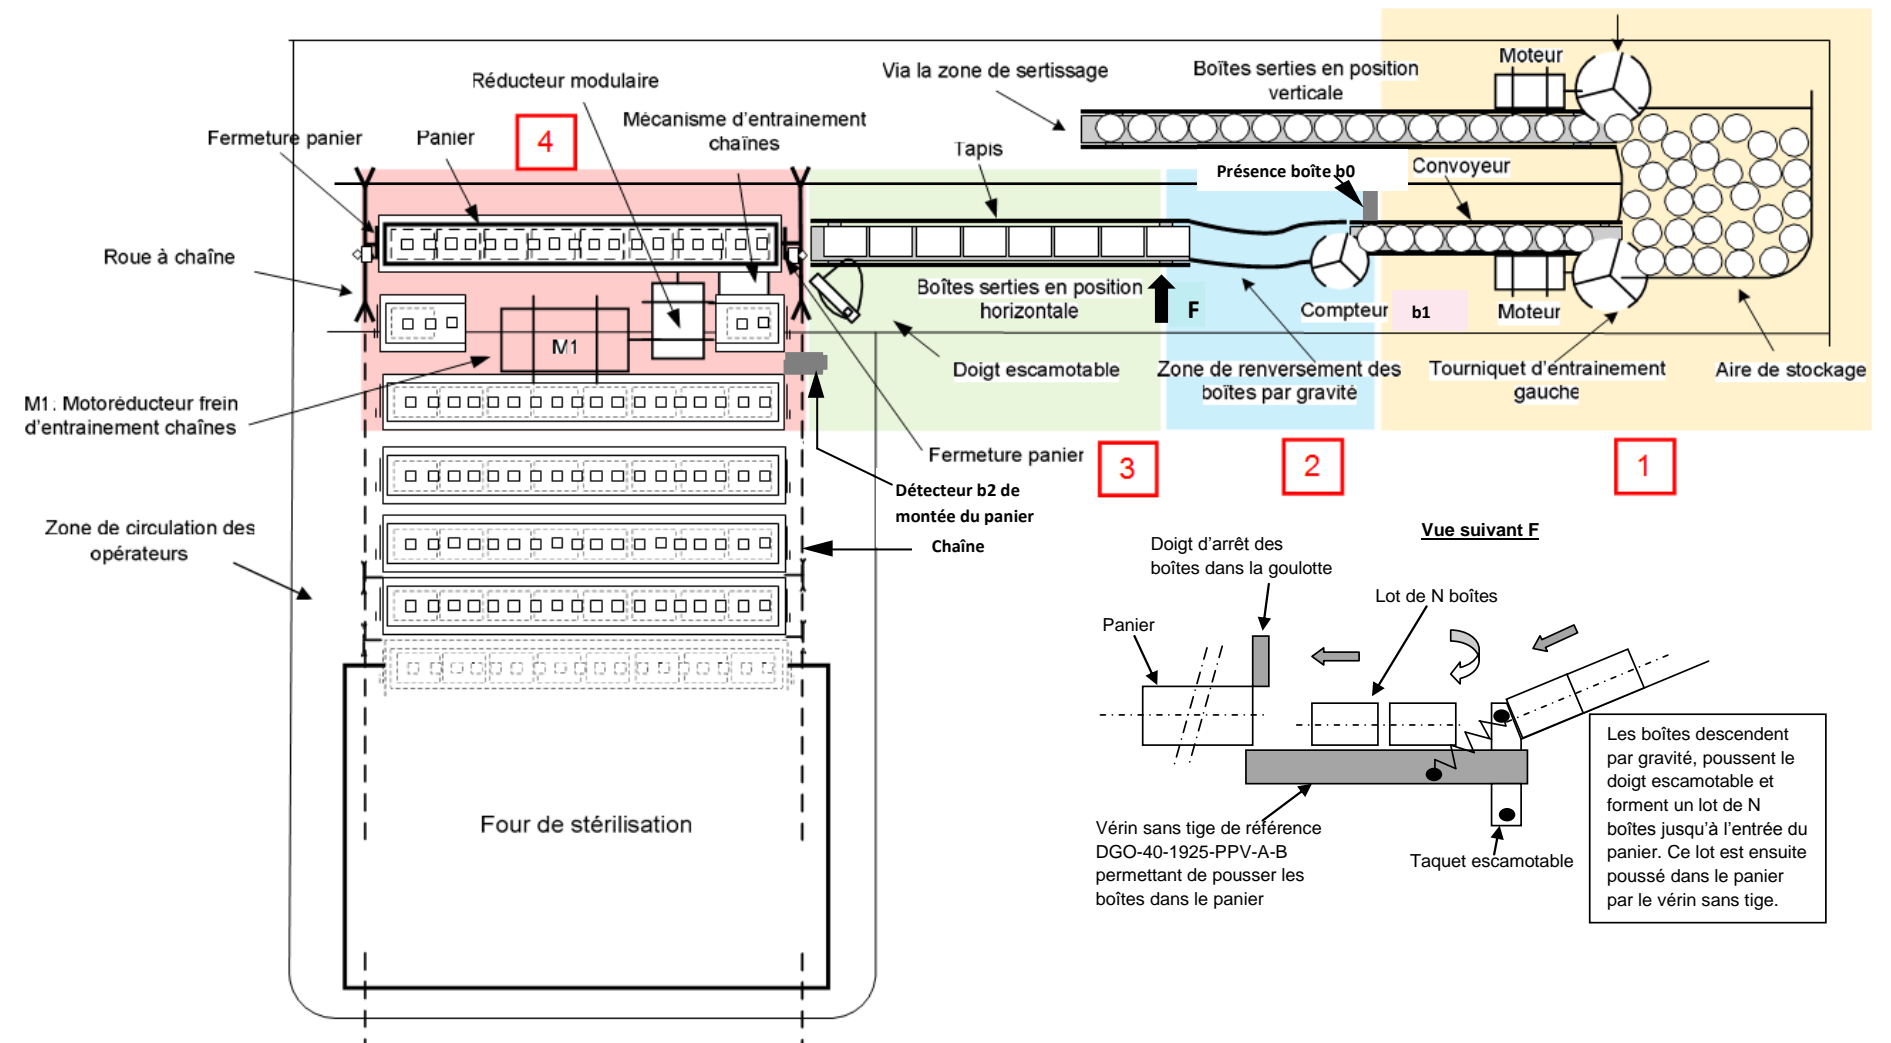 Réducteur modulaire
Via la zone de sertissage
Boîtes serties en position
verticale
Moteur
Fermeture panier
Panier
4
Mécanisme d'entrainement
chaînes
Tapis
Présence boîte b0
Convoyeur
Roue à chaîne
Boîtes serties en position
horizontale
F
Compteur
b1
Moteur
M1
Doigt escamotable
Zone de renversement des
boîtes par gravité
Tourniquet d'éntrainement
gauche
Aire de stockage
M1. Motoréducteur frein
d'entrainement chaînes
Fermeture panier
3
2
1
Détecteur b2 de
montée du panier
Chaîne
Zone de circulation des
opérateurs
Vue suivant F
Doigt d'arrêt des
boîtes dans la goulotte
Lot de N boîtes
Panier
Les boîtes descendent
par gravité, poussent le
doigt escamotable et
forment un lot de N
boîtes jusqu'à l'entrée du
panier. Ce lot est ensuite
poussé dans le panier
par le vérin sans tige.
Four de stérilisation
Vérin sans tige de référence
DGO-40-1925-PPV-A-B
permettant de pousser les
boîtes dans le panier
Taquet escamotable